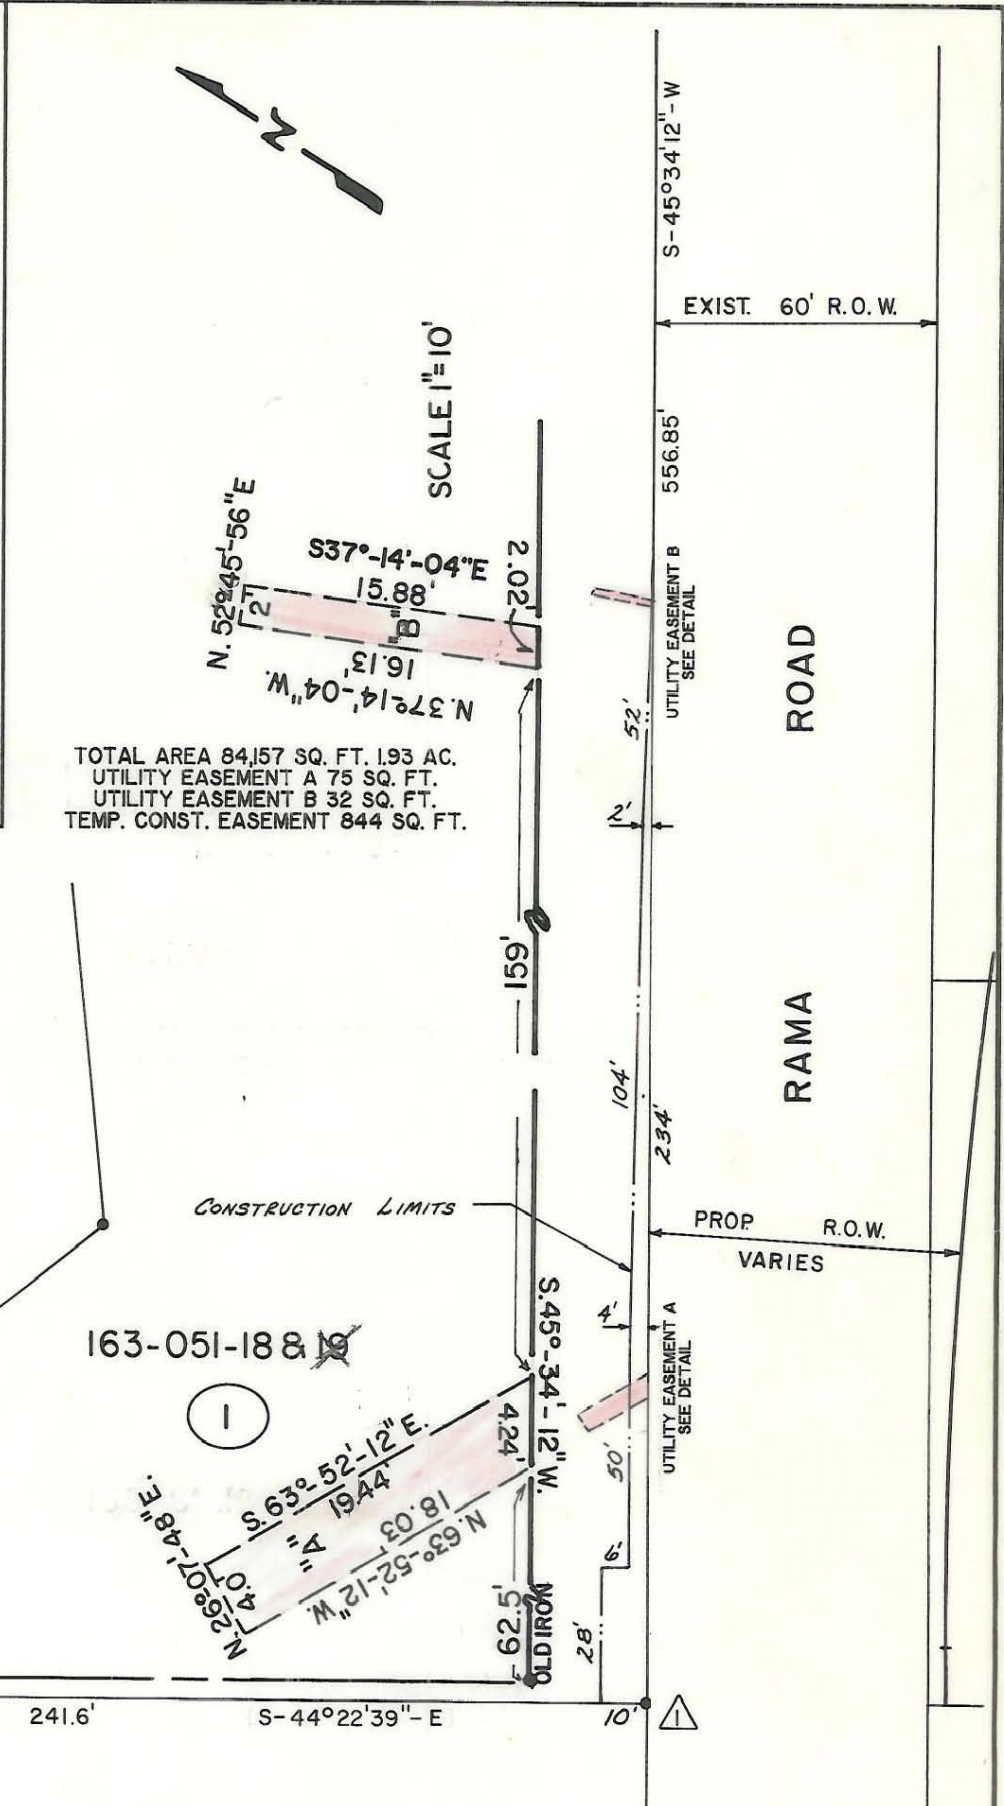 N
S-45°34'12"-W
EXIST. 60' R.O.W.
SCALE 1"=10'
556.85'
N. 52°-45'-56"E
S37°-14'-04"E
15.88'
2.02'
2'
"B"
16.13'
N.37°-14'-04"W.
UTILITY EASEMENT B
SEE DETAIL
ROAD
52'
TOTAL AREA 84,157 SQ. FT. 1.93 AC.
UTILITY EASEMENT A 75 SQ. FT.
UTILITY EASEMENT B 32 SQ. FT.
TEMP. CONST. EASEMENT 844 SQ. FT.
2'
159'
RAMA
104'
234'
CONSTRUCTION LIMITS
PROP. R.O.W.
VARIES
4'
S.45°-34'-12"W.
163-051-18 & 19
1
UTILITY EASEMENT A
SEE DETAIL
4.24'
S.63°-52'-12"E.
19.44'
"A"
18.03'
N.63°-52'-12"W.
N.26°-07'-48"E.
4.0'
50'
6'
62.5'
OLD IRON
28'
241.6'
S-44°22'39"-E
10'
1